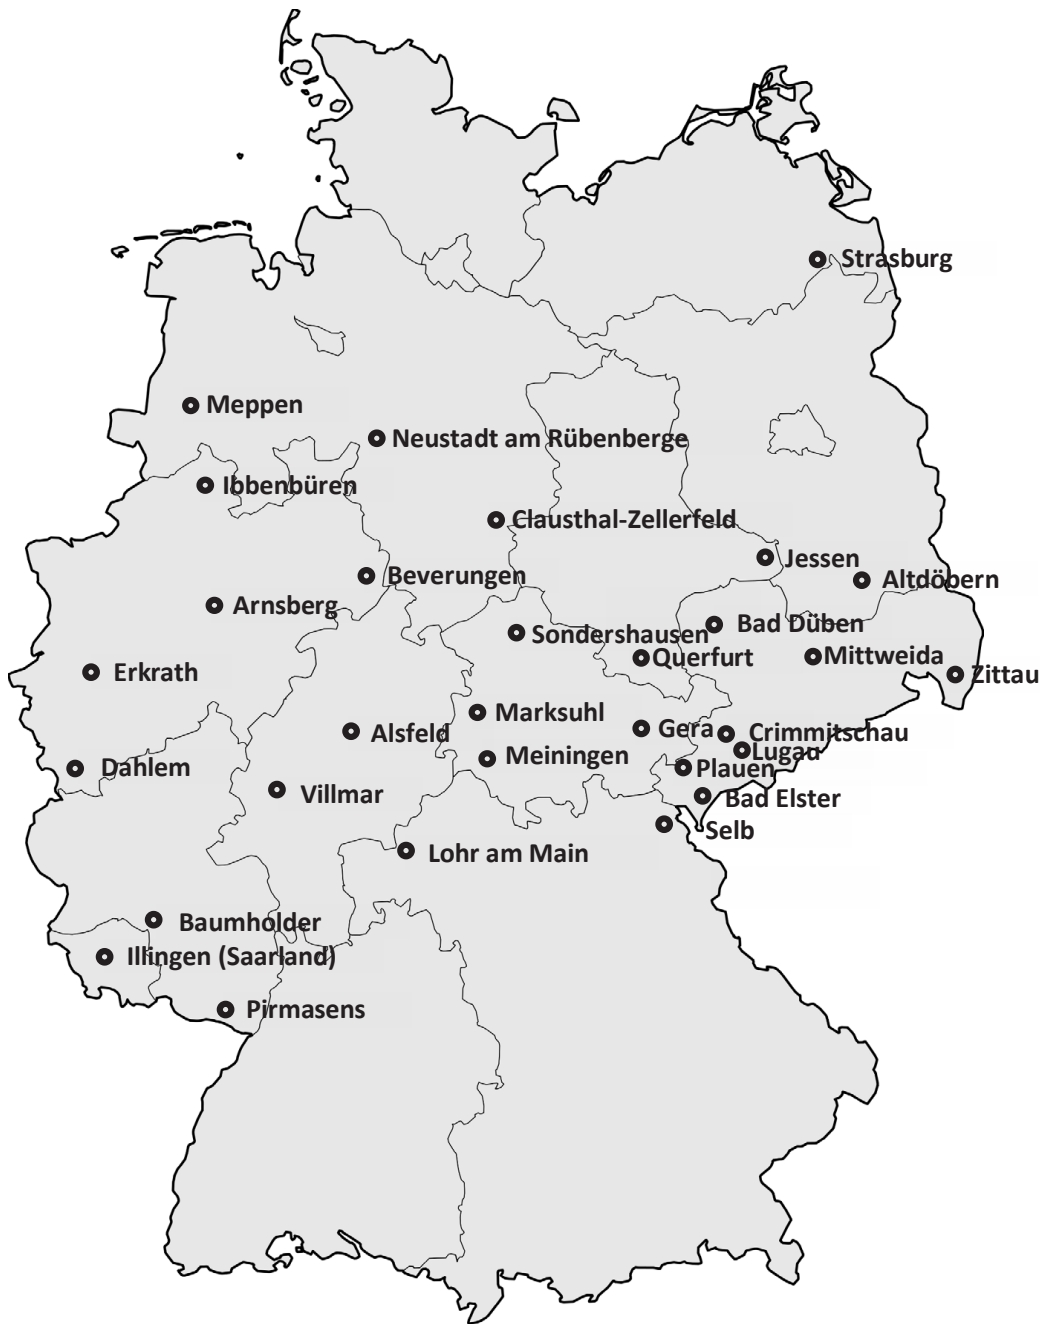 Strasburg
Meppen
Neustadt am Rübenberge
Ibbenbüren
Clausthal-Zellerfeld
Jessen
Beverungen
Altdöbern
Arnsberg
Bad Düben
Sondershausen
Mittweida
Querfurt
Erkrath
Zittau
Marksuhl
Gera
Crimmitschau
Alsfeld
Lugau
Meiningen
Dahlem
Plauen
Villmar
Bad Elster
Selb
Lohr am Main
Baumholder
Illingen (Saarland)
Pirmasens